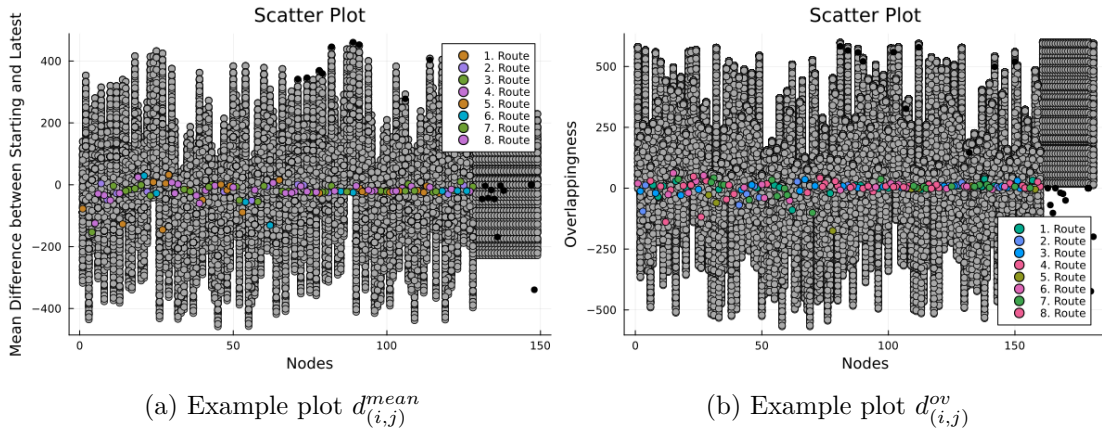 Scatter Plot
Mean Difference between Starting and Latest
400
200
0
−200
−400
0
50
100
150
Nodes
1. Route
2. Route
3. Route
4. Route
5. Route
6. Route
7. Route
8. Route
(a) Example plot d^{mean}_{(i,j)}
Scatter Plot
Overlappingness
500
250
0
−250
−500
0
50
100
150
Nodes
1. Route
2. Route
3. Route
4. Route
5. Route
6. Route
7. Route
8. Route
(b) Example plot d^{ov}_{(i,j)}